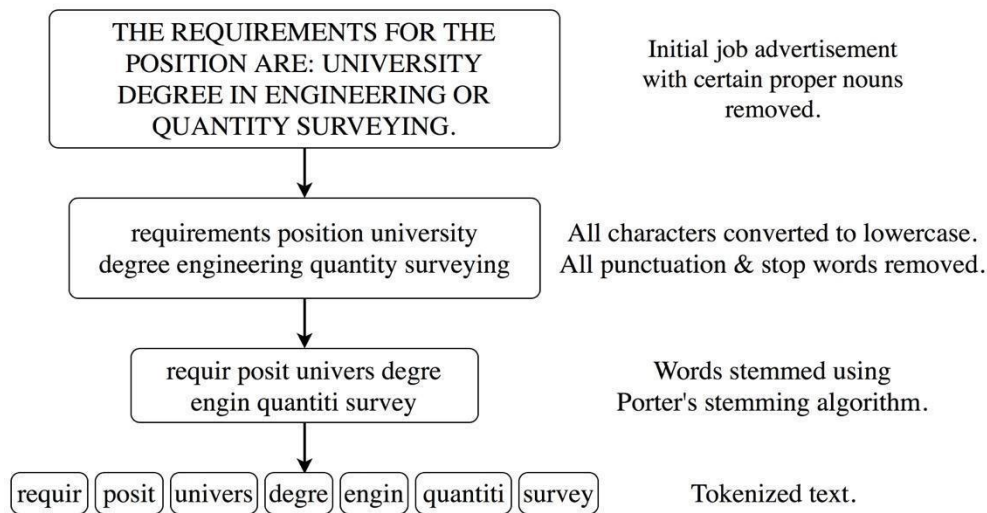 THE REQUIREMENTS FOR THE
POSITION ARE: UNIVERSITY
DEGREE IN ENGINEERING OR
QUANTITY SURVEYING.
Initial job advertisement
with certain proper nouns
removed.
requirements position university
degree engineering quantity surveying
All characters converted to lowercase.
All punctuation & stop words removed.
requir posit univers degre
engin quantiti survey
Words stemmed using
Porter's stemming algorithm.
requir posit univers degre engin quantiti survey
Tokenized text.